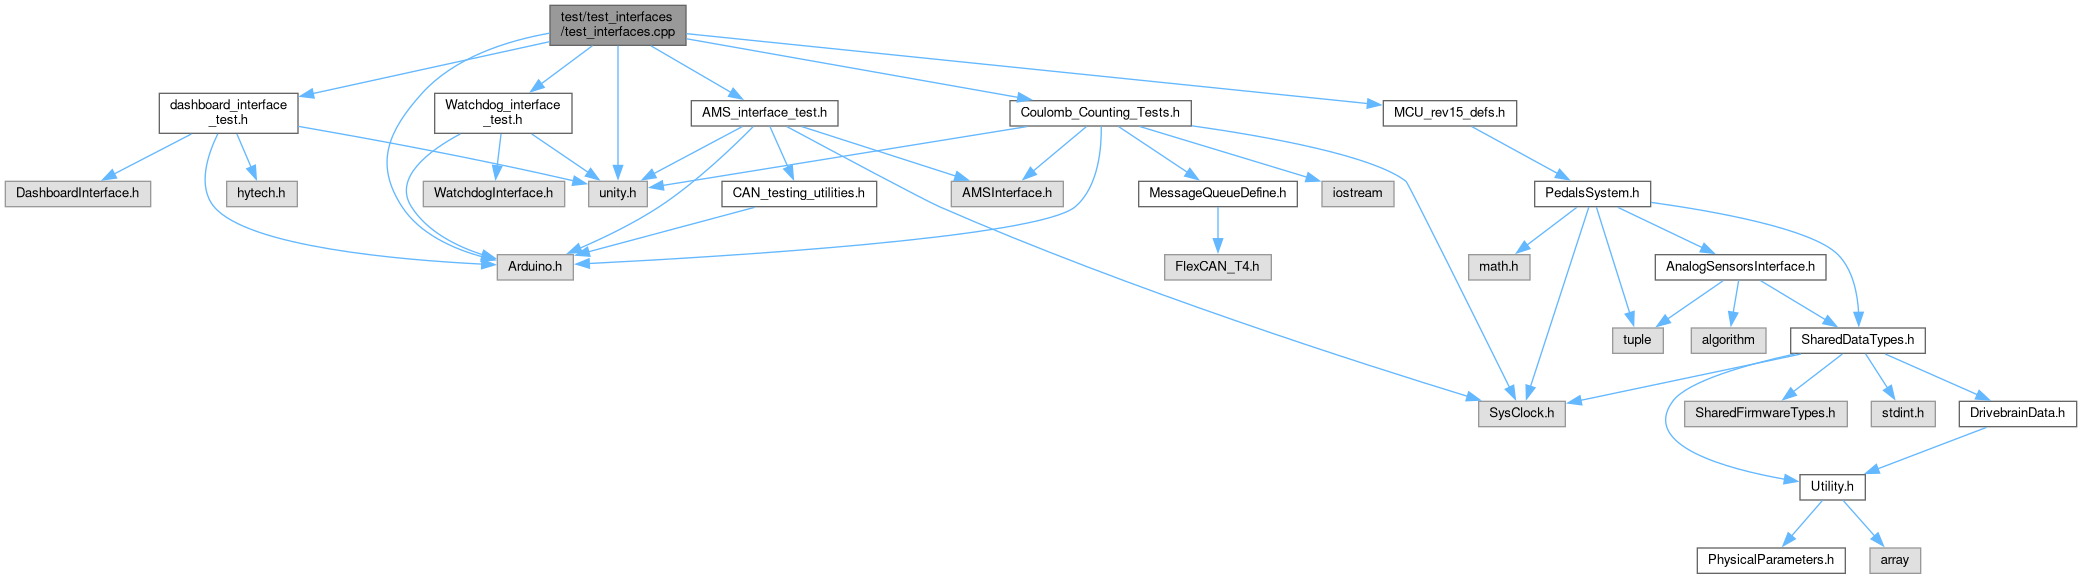 test/test_interfaces
/test_interfaces.cpp
dashboard_interface
_test.h
Watchdog_interface
_test.h
AMS_interface_test.h
Coulomb_Counting_Tests.h
MCU_rev15_defs.h
DashboardInterface.h
hytech.h
WatchdogInterface.h
unity.h
CAN_testing_utilities.h
AMSInterface.h
MessageQueueDefine.h
iostream
PedalsSystem.h
Arduino.h
FlexCAN_T4.h
math.h
AnalogSensorsInterface.h
tuple
algorithm
SharedDataTypes.h
SysClock.h
SharedFirmwareTypes.h
stdint.h
DrivebrainData.h
Utility.h
PhysicalParameters.h
array